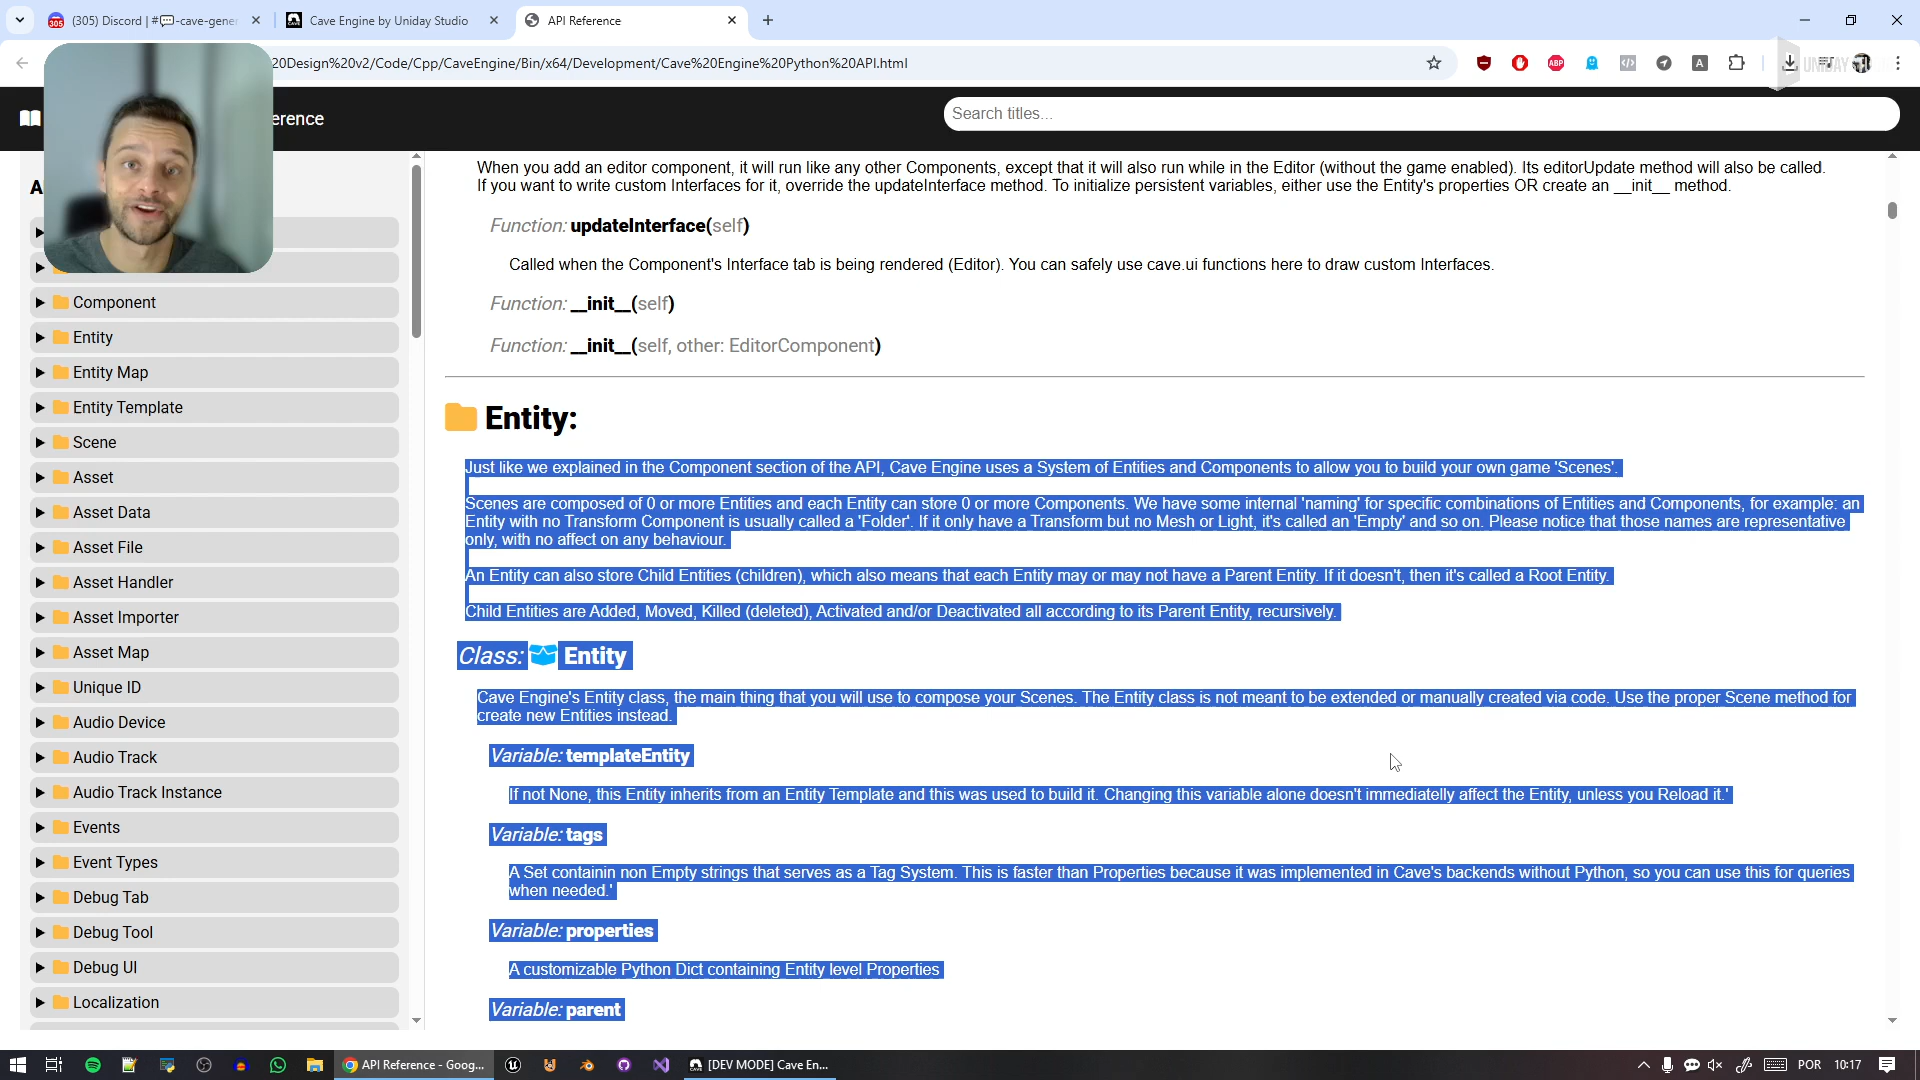 (305) Discord | #💬-cave-gener
Cave Engine by Uniday Studio
API Reference
20Design%20v2/Code/Cpp/CaveEngine/Bin/x64/Development/Cave%20Engine%20Python%20API.html
UNIDAY
erence
Search titles...
A
Component
Entity
Entity Map
Entity Template
Scene
Asset
Asset Data
Asset File
Asset Handler
Asset Importer
Asset Map
Unique ID
Audio Device
Audio Track
Audio Track Instance
Events
Event Types
Debug Tab
Debug Tool
Debug UI
Localization
When you add an editor component, it will run like any other Components, except that it will also run while in the Editor (without the game enabled). Its editorUpdate method will also be called.
If you want to write custom Interfaces for it, override the updateInterface method. To initialize persistent variables, either use the Entity's properties OR create an __init__ method.
Function: updateInterface(self)
Called when the Component's Interface tab is being rendered (Editor). You can safely use cave.ui functions here to draw custom Interfaces.
Function: __init__(self)
Function: __init__(self, other: EditorComponent)
Entity:
Just like we explained in the Component section of the API, Cave Engine uses a System of Entities and Components to allow you to build your own game 'Scenes'.
Scenes are composed of 0 or more Entities and each Entity can store 0 or more Components. We have some internal 'naming' for specific combinations of Entities and Components, for example: an
Entity with no Transform Component is usually called a 'Folder'. If it only have a Transform but no Mesh or Light, it's called an 'Empty' and so on. Please notice that those names are representative
only, with no affect on any behaviour.
An Entity can also store Child Entities (children), which also means that each Entity may or may not have a Parent Entity. If it doesn't, then it's called a Root Entity.
Child Entities are Added, Moved, Killed (deleted), Activated and/or Deactivated all according to its Parent Entity, recursively.
Class: Entity
Cave Engine's Entity class, the main thing that you will use to compose your Scenes. The Entity class is not meant to be extended or manually created via code. Use the proper Scene method for
create new Entities instead.
Variable: templateEntity
If not None, this Entity inherits from an Entity Template and this was used to build it. Changing this variable alone doesn't immediatelly affect the Entity, unless you Reload it.'
Variable: tags
A Set containin non Empty strings that serves as a Tag System. This is faster than Properties because it was implemented in Cave's backends without Python, so you can use this for queries
when needed.'
Variable: properties
A customizable Python Dict containing Entity level Properties
Variable: parent
API Reference - Goog...
[DEV MODE] Cave En...
POR
10:17